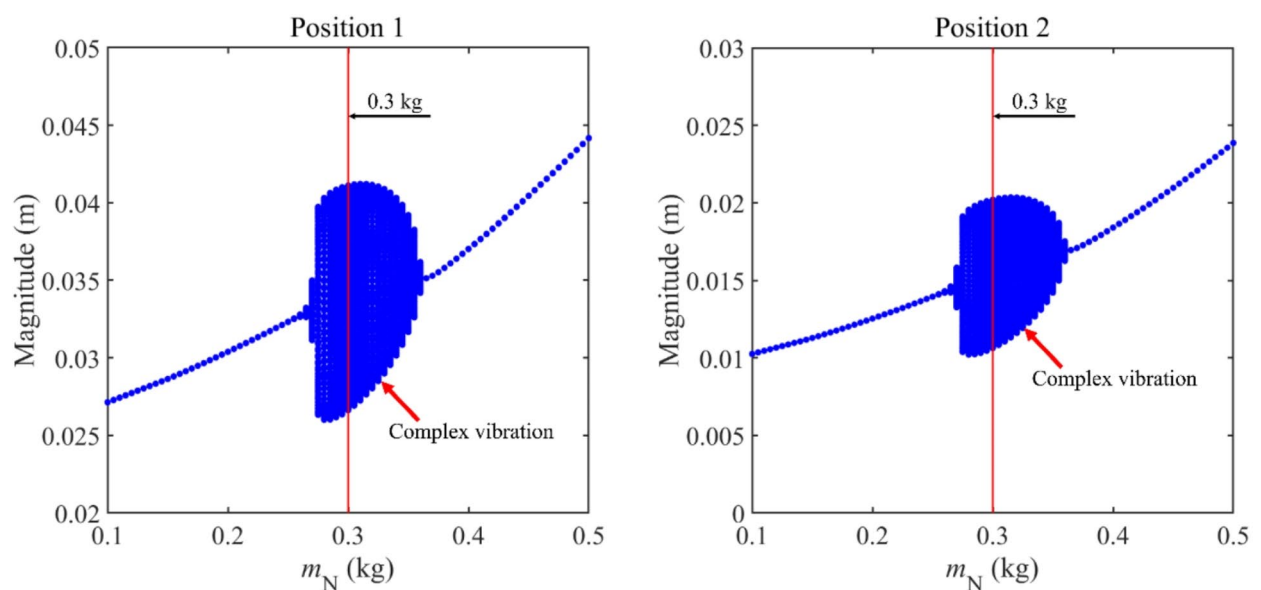 Position 1
0.05
0.045
0.04
0.035
0.03
0.025
0.02
Magnitude (m)
0.3 kg
Complex vibration
0.1 0.2 0.3 0.4 0.5
m_N (kg)
Position 2
0.03
0.025
0.02
0.015
0.01
0.005
0
Magnitude (m)
0.3 kg
Complex vibration
0.1 0.2 0.3 0.4 0.5
m_N (kg)